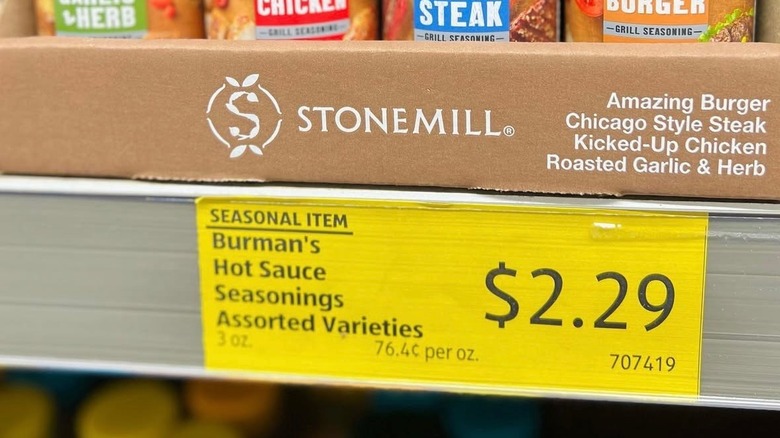 GARLIC
& HERB
CHICKEN
GRILL SEASONING
STEAK
GRILL SEASONING
BURGER
GRILL SEASONING
S
STONEMILL®
Amazing Burger
Chicago Style Steak
Kicked-Up Chicken
Roasted Garlic & Herb
SEASONAL ITEM
Burman's
Hot Sauce
Seasonings
Assorted Varieties
3 oz.
76.4¢ per oz.
$2.29
707419